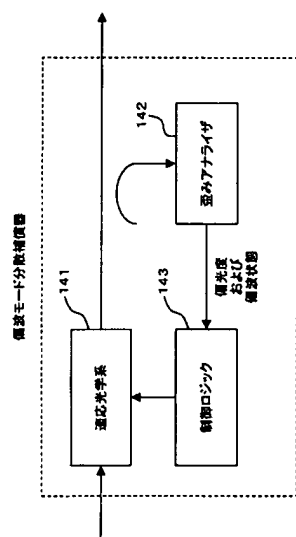 偏波モード分散補償器
141
適応光学系
142
歪みアナライザ
143
制御ロジック
偏光度
および
偏波状態